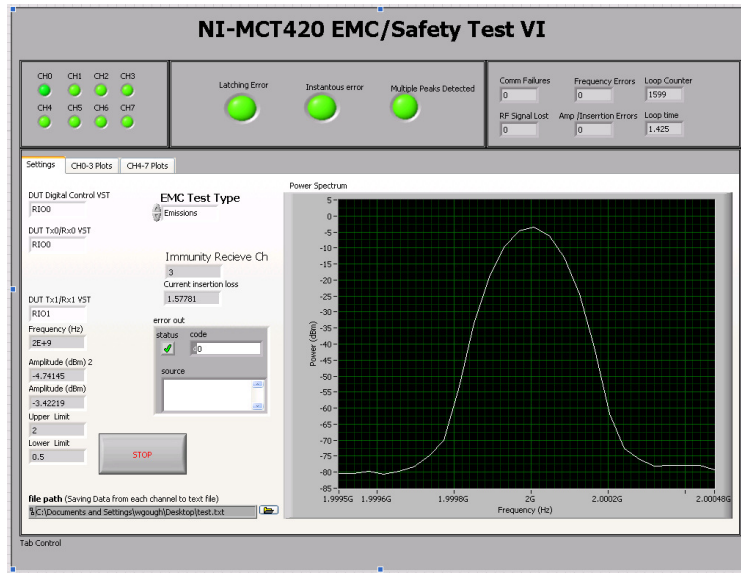 NI-MCT420 EMC/Safety Test VI
CH0 CH1 CH2 CH3
CH4 CH5 CH6 CH7
Latching Error
Instantous error
Multiple Peaks Detected
Comm Failures
0
Frequency Errors
0
Loop Counter
1599
RF Signal Lost
0
Amp /Insertion Errors
0
Loop time
1.425
Settings
CH0-3 Plots
CH4-7 Plots
DUT Digital Control VST
RIO0
DUT Tx0/Rx0 VST
RIO0
DUT Tx1/Rx1 VST
RIO1
Frequency (Hz)
2E+9
Amplitude (dBm) 2
-4.74145
Amplitude (dBm)
-3.42219
Upper Limit
2
Lower Limit
0.5
EMC Test Type
Emissions
Immunity Recieve Ch
3
Current insertion loss
1.57781
error out
status
code
0
source
STOP
file path (Saving Data from each channel to text file)
C:\Documents and Settings\wgough\Desktop\test.txt
Power Spectrum
Power (dBm)
5
0
-5
-10
-15
-20
-25
-30
-35
-40
-45
-50
-55
-60
-65
-70
-75
-80
-85
1.9995G 1.9996G 1.9998G 2G 2.0002G 2.00048G
Frequency (Hz)
Tab Control